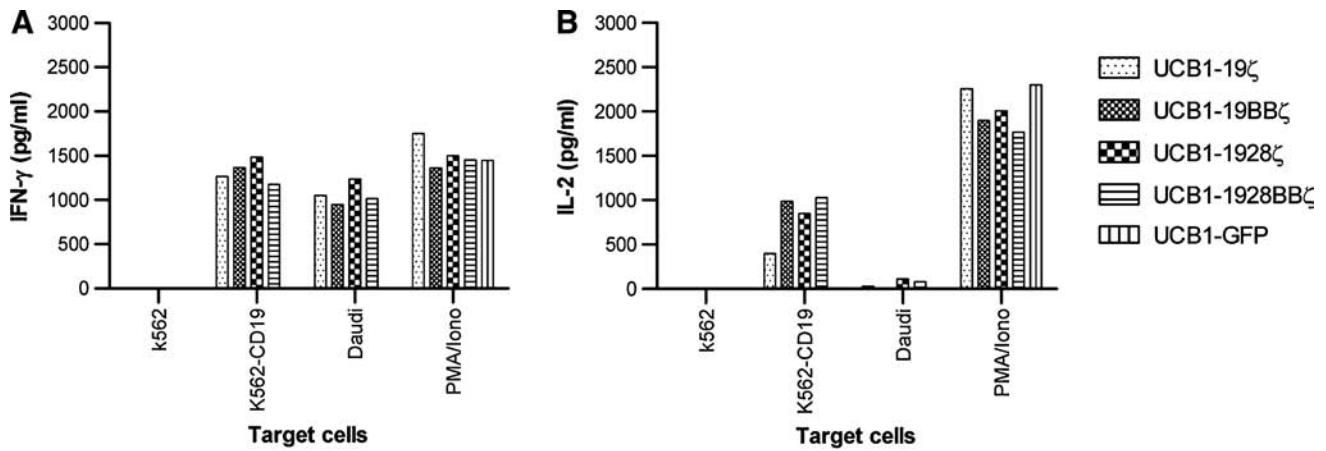 A
3000
2500
2000
1500
1000
500
0
IFN-γ (pg/ml)
k562
K562-CD19
Daudi
PMA/Iono
Target cells
B
3000
2500
2000
1500
1000
500
0
IL-2 (pg/ml)
k562
K562-CD19
Daudi
PMA/Iono
Target cells
UCB1-19ζ
UCB1-19BBζ
UCB1-1928ζ
UCB1-1928BBζ
UCB1-GFP